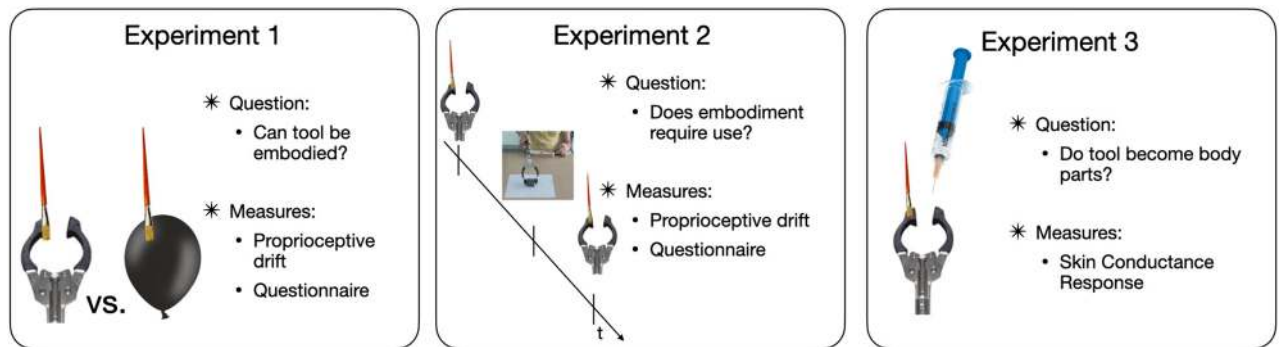 Experiment 1
✳ Question:
• Can tool be
embodied?
✳ Measures:
• Proprioceptive
drift
• Questionnaire
VS.
Experiment 2
✳ Question:
• Does embodiment
require use?
✳ Measures:
• Proprioceptive drift
• Questionnaire
t
Experiment 3
✳ Question:
• Do tool become body
parts?
✳ Measures:
• Skin Conductance
Response